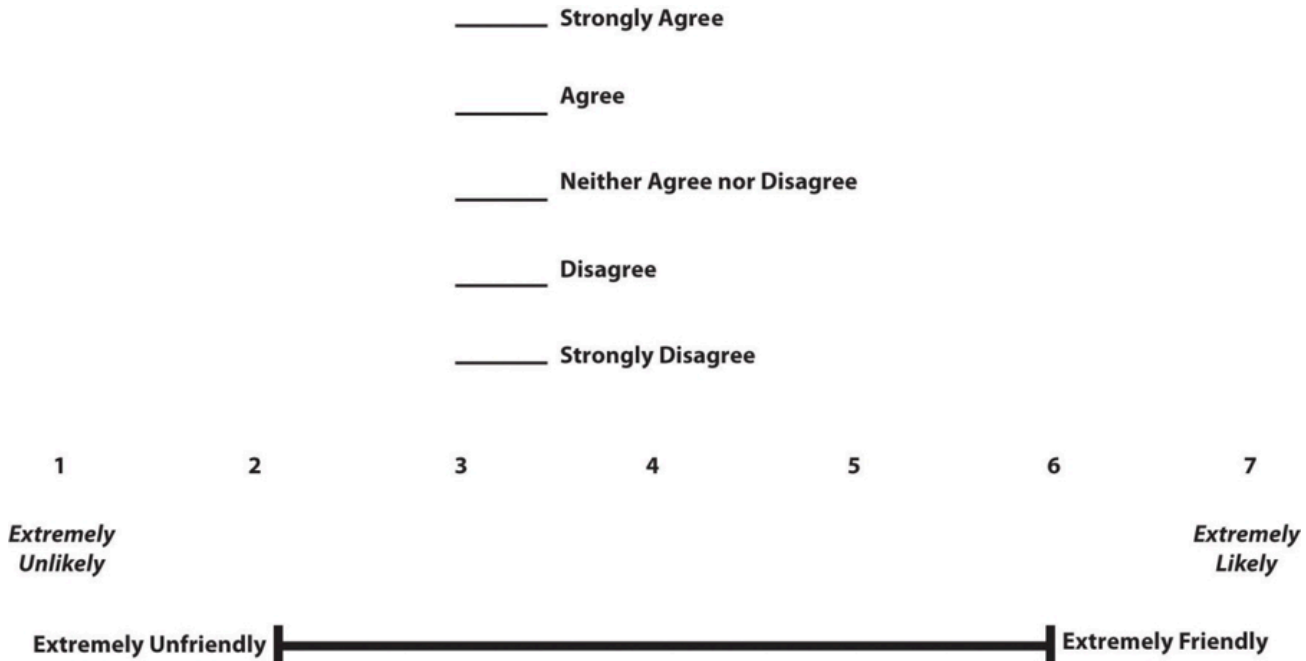 Strongly Agree
Agree
Neither Agree nor Disagree
Disagree
Strongly Disagree
1 2 3 4 5 6 7
Extremely Extremely
Unlikely Likely
Extremely Unfriendly Extremely Friendly